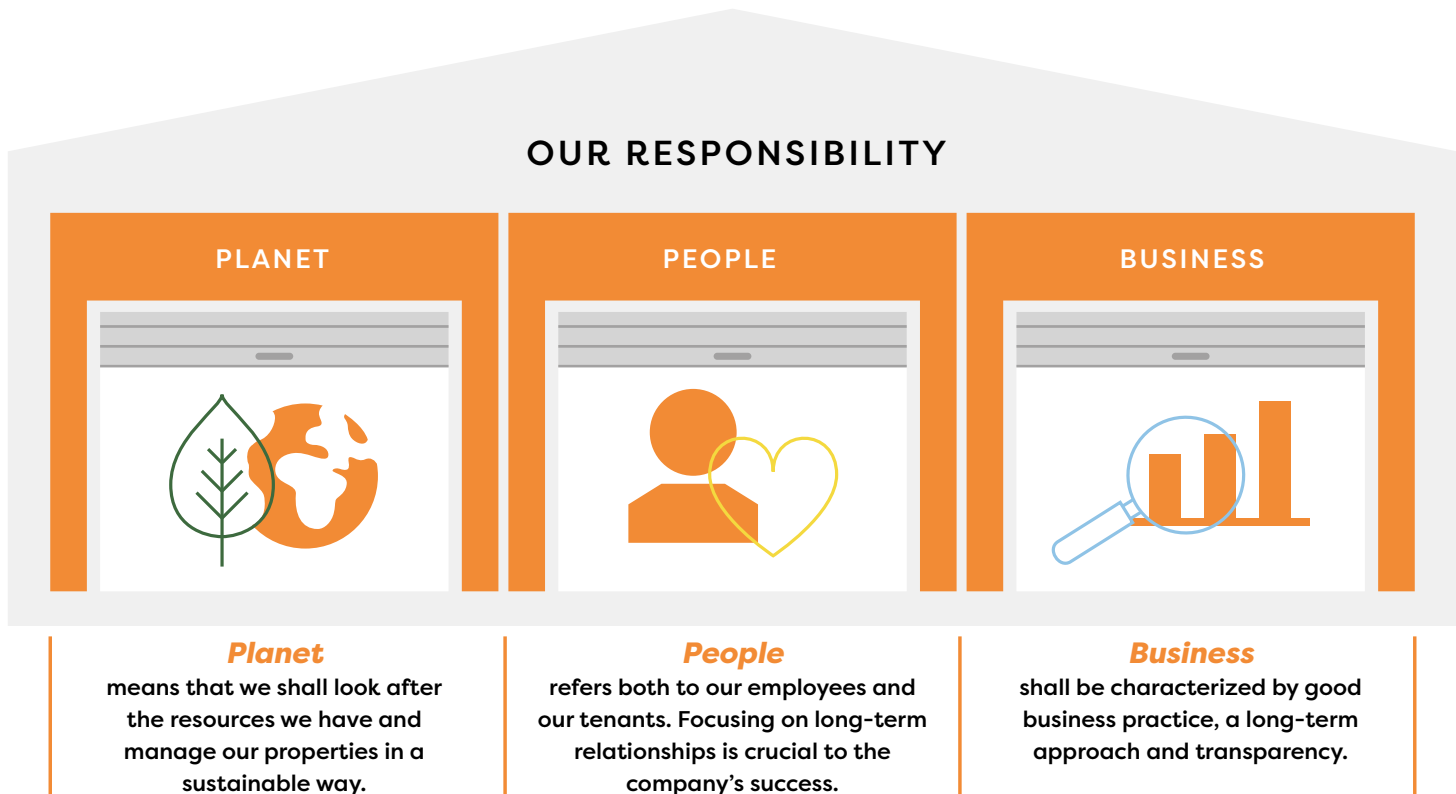 OUR RESPONSIBILITY
PLANET
PEOPLE
BUSINESS
Planet
means that we shall look after
the resources we have and
manage our properties in a
sustainable way.
People
refers both to our employees and
our tenants. Focusing on long-term
relationships is crucial to the
company’s success.
Business
shall be characterized by good
business practice, a long-term
approach and transparency.